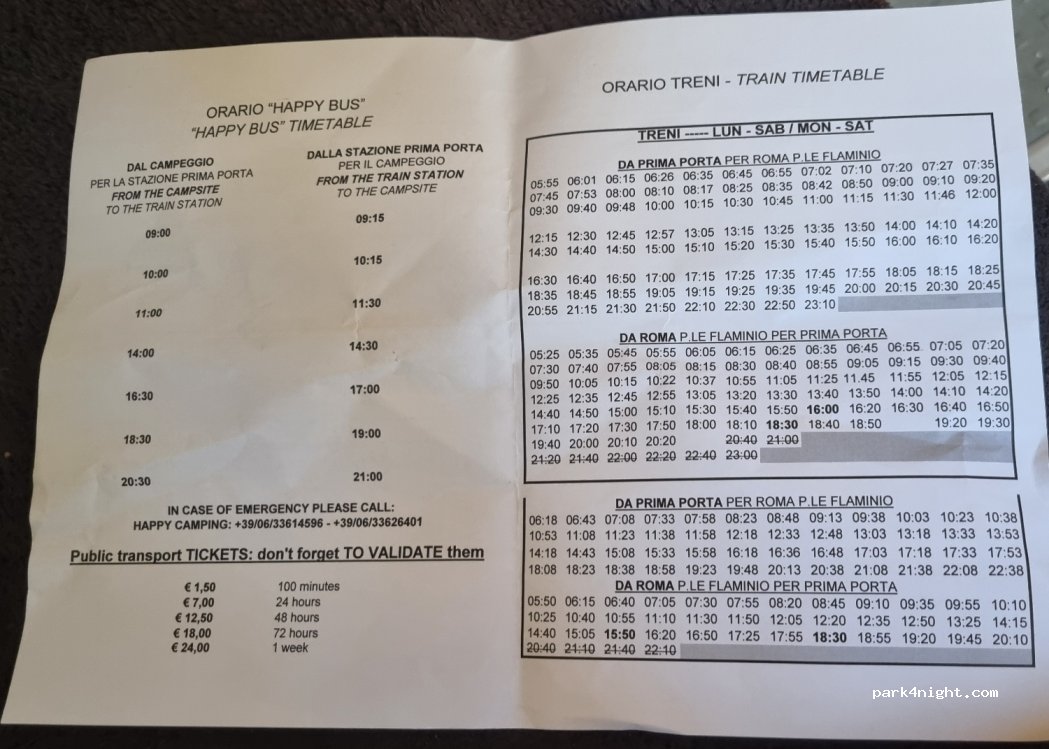 ORARIO "HAPPY BUS"
"HAPPY BUS" TIMETABLE
DAL CAMPEGGIO
PER LA STAZIONE PRIMA PORTA
FROM THE CAMPSITE
TO THE TRAIN STATION
09:00
10:00
11:00
14:00
16:30
18:30
20:30
DALLA STAZIONE PRIMA PORTA
PER IL CAMPEGGIO
FROM THE TRAIN STATION
TO THE CAMPSITE
09:15
10:15
11:30
14:30
17:00
19:00
21:00
IN CASE OF EMERGENCY PLEASE CALL:
HAPPY CAMPING: +39/06/33614596 - +39/06/33626401
Public transport TICKETS: don't forget TO VALIDATE them
€ 1,50 100 minutes
€ 7,00 24 hours
€ 12,50 48 hours
€ 18,00 72 hours
€ 24,00 1 week
ORARIO TRENI - TRAIN TIMETABLE
TRENI ----- LUN - SAB / MON - SAT
DA PRIMA PORTA PER ROMA P.LE FLAMINIO
05:55 06:01 06:15 06:26 06:35 06:45 06:55 07:02 07:10 07:20 07:27 07:35
07:45 07:53 08:00 08:10 08:17 08:25 08:35 08:42 08:50 09:00 09:10 09:20
09:30 09:40 09:48 10:00 10:15 10:30 10:45 11:00 11:15 11:30 11:46 12:00
12:15 12:30 12:45 12:57 13:05 13:15 13:25 13:35 13:50 14:00 14:10 14:20
14:30 14:40 14:50 15:00 15:10 15:20 15:30 15:40 15:50 16:00 16:10 16:20
16:30 16:40 16:50 17:00 17:15 17:25 17:35 17:45 17:55 18:05 18:15 18:25
18:35 18:45 18:55 19:05 19:15 19:25 19:35 19:45 20:00 20:15 20:30 20:45
20:55 21:15 21:30 21:50 22:10 22:30 22:50 23:10
DA ROMA P.LE FLAMINIO PER PRIMA PORTA
05:25 05:35 05:45 05:55 06:05 06:15 06:25 06:35 06:45 06:55 07:05 07:20
07:30 07:40 07:55 08:05 08:15 08:30 08:40 08:55 09:05 09:15 09:30 09:40
09:50 10:05 10:15 10:22 10:37 10:55 11:05 11:25 11.45 11:55 12:05 12:15
12:25 12:35 12:45 12:55 13:05 13:20 13:30 13:40 13:50 14:00 14:10 14:20
14:40 14:50 15:00 15:10 15:30 15:40 15:50 16:00 16:20 16:30 16:40 16:50
17:10 17:20 17:30 17:50 18:00 18:10 18:30 18:40 18:50 19:20 19:30
19:40 20:00 20:10 20:20 20:40 21:00
21:20 21:40 22:00 22:20 22:40 23:00
DA PRIMA PORTA PER ROMA P.LE FLAMINIO
06:18 06:43 07:08 07:33 07:58 08:23 08:48 09:13 09:38 10:03 10:23 10:38
10:53 11:08 11:23 11:38 11:58 12:18 12:33 12:48 13:03 13:18 13:33 13:53
14:18 14:43 15:08 15:33 15:58 16:18 16:36 16:48 17:03 17:18 17:33 17:53
18:08 18:23 18:38 18:58 19:23 19:48 20:13 20:38 21:08 21:38 22:08 22:38
DA ROMA P.LE FLAMINIO PER PRIMA PORTA
05:50 06:15 06:40 07:05 07:30 07:55 08:20 08:45 09:10 09:35 09:55 10:10
10:25 10:40 10:55 11:10 11:30 11:50 12:05 12:20 12:35 12:50 13:25 14:15
14:40 15:05 15:50 16:20 16:50 17:25 17:55 18:30 18:55 19:20 19:45 20:10
20:40 21:10 21:40 22:10
park4night.com